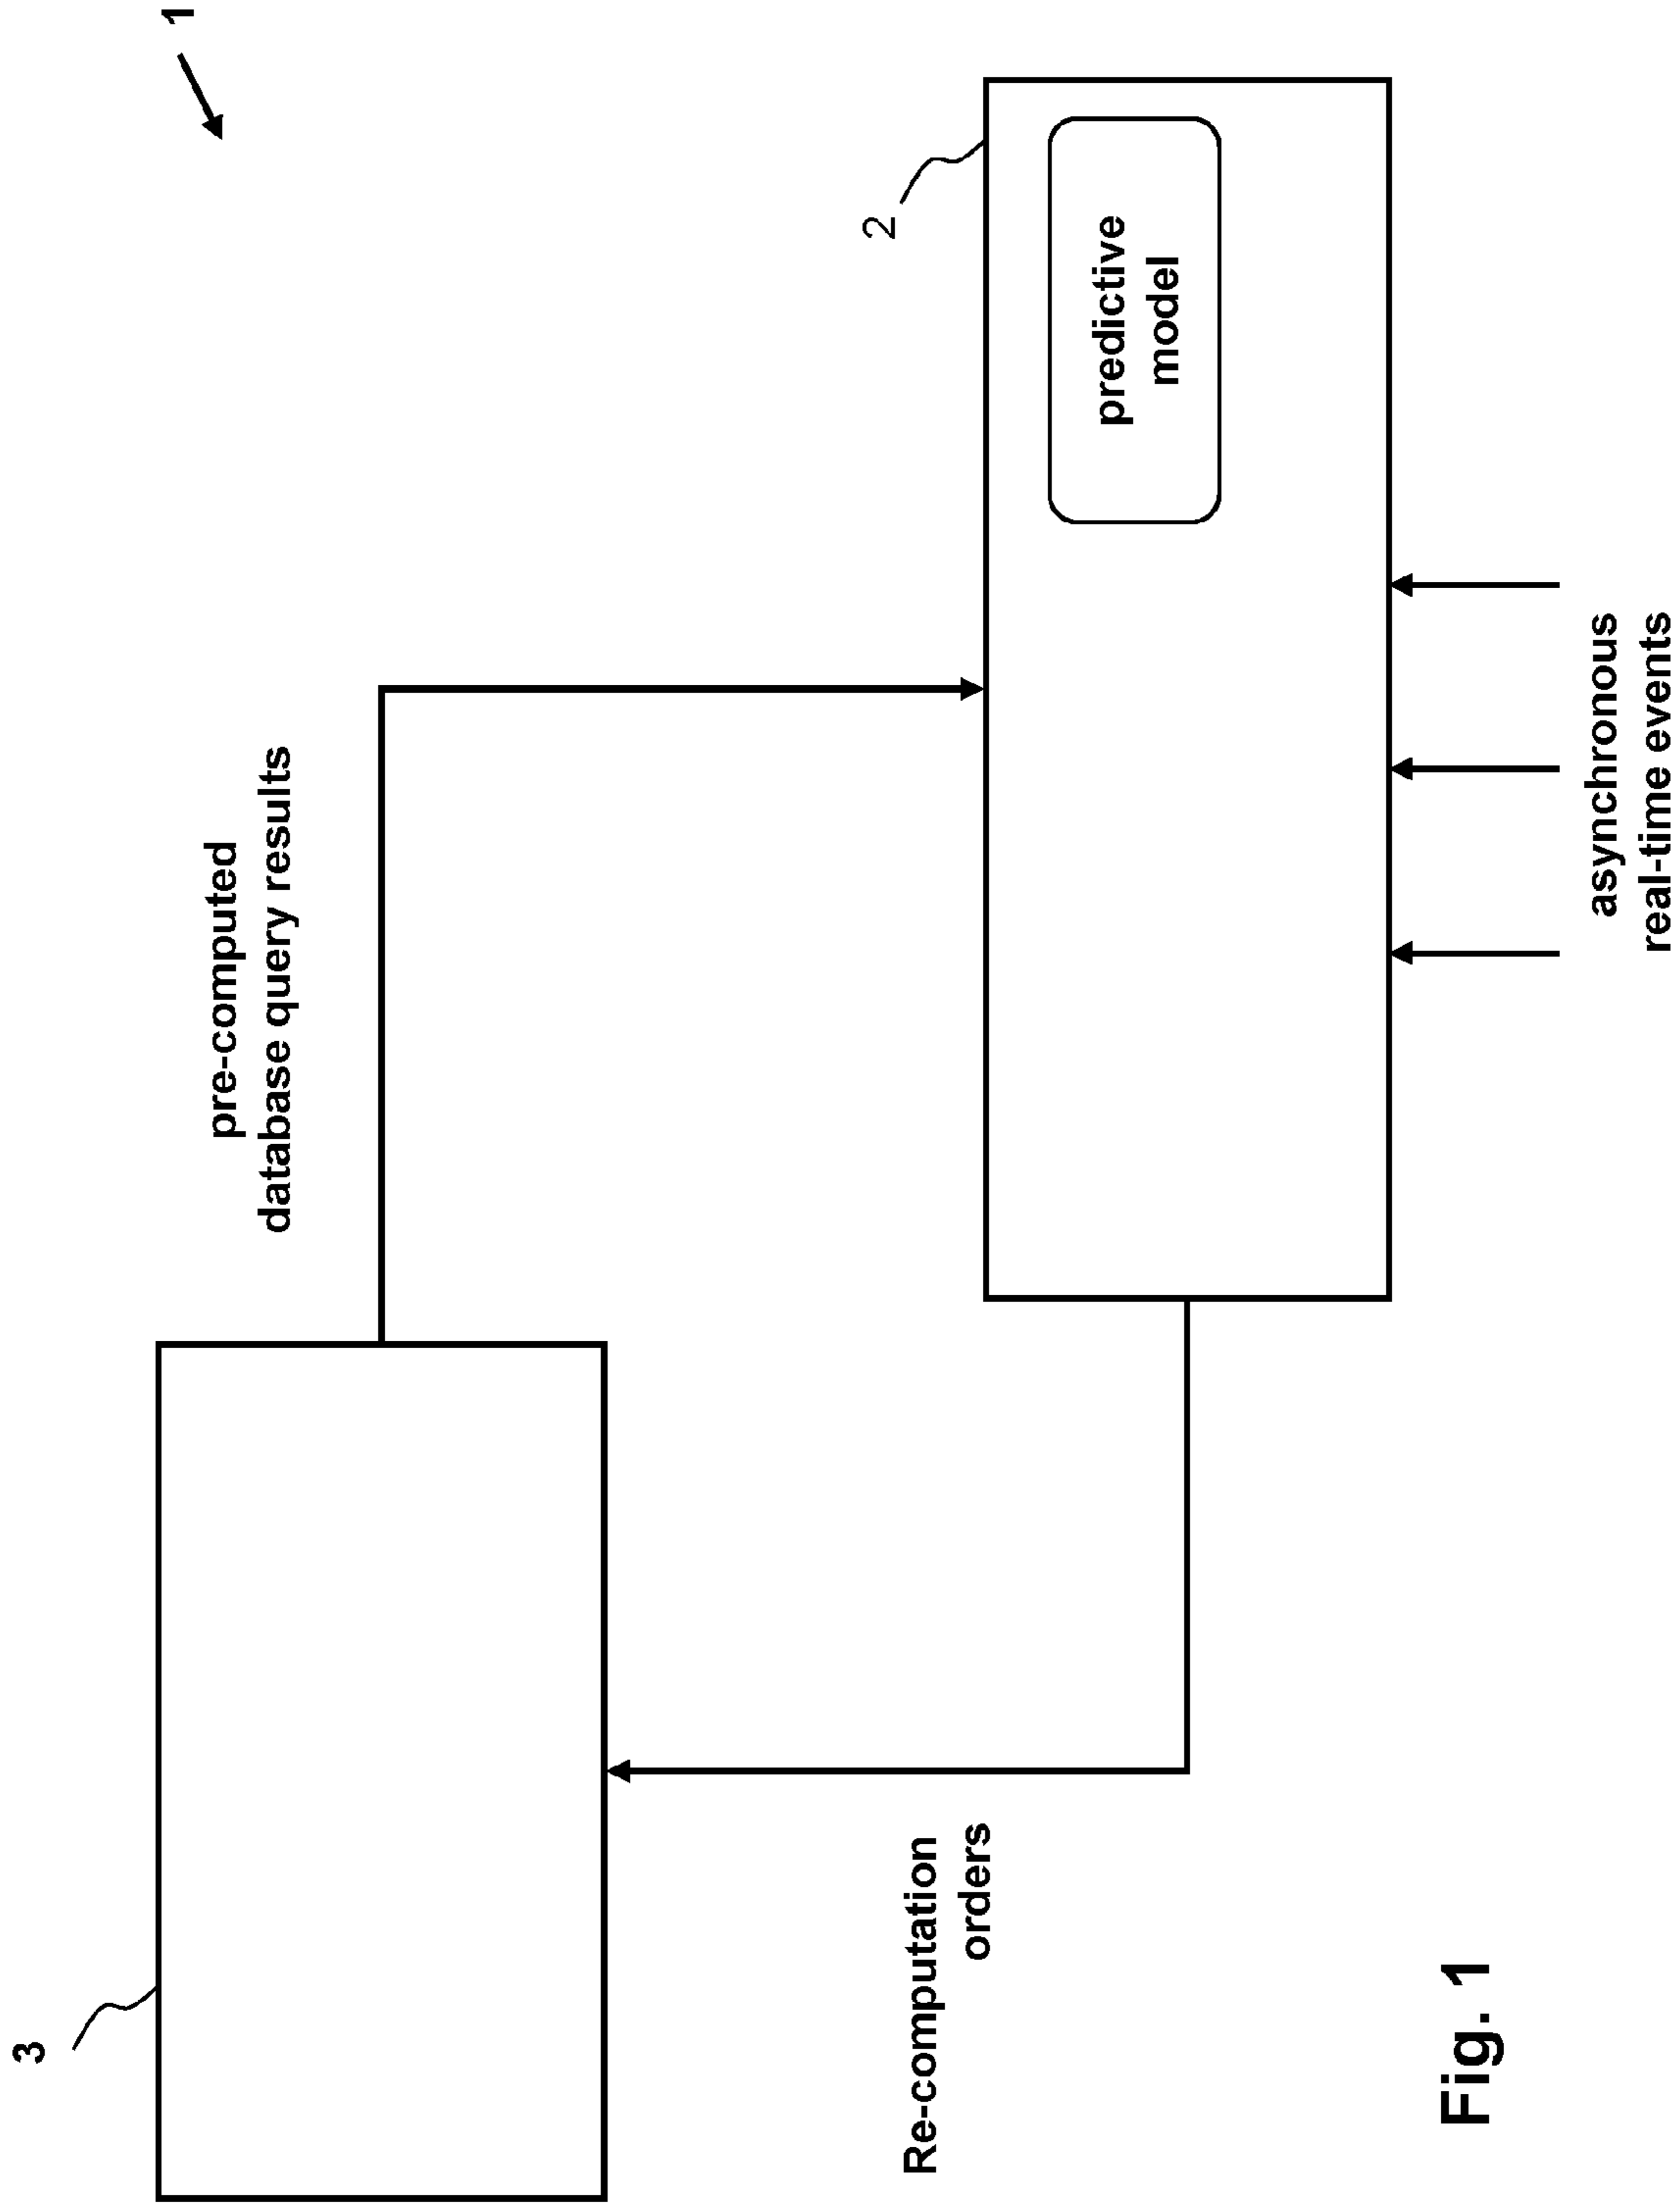 1
3
pre-computed
database query results
2
predictive
model
Re-computation
orders
asynchronous
real-time events
Fig. 1